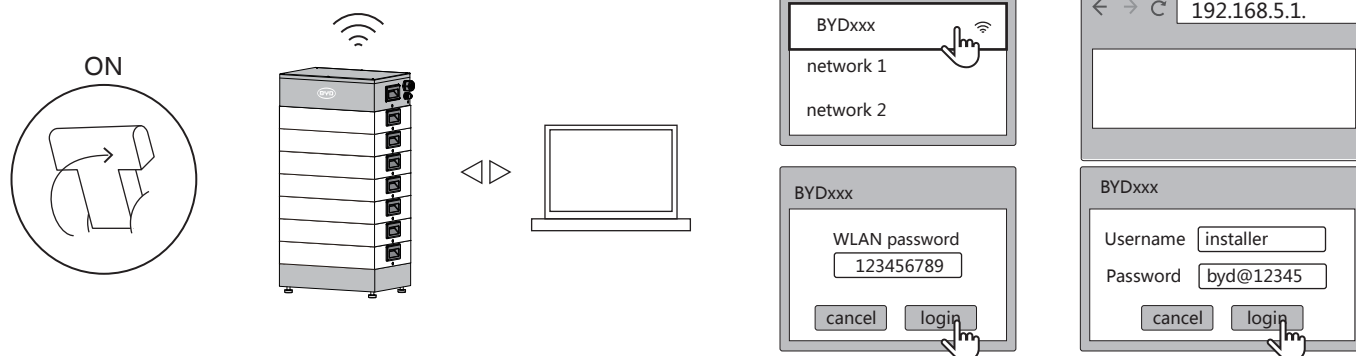 ON
BYD
BYDxxx
network 1
network 2
192.168.5.1.
BYDxxx
WLAN password
123456789
cancel login
BYDxxx
Username installer
Password byd@12345
cancel login